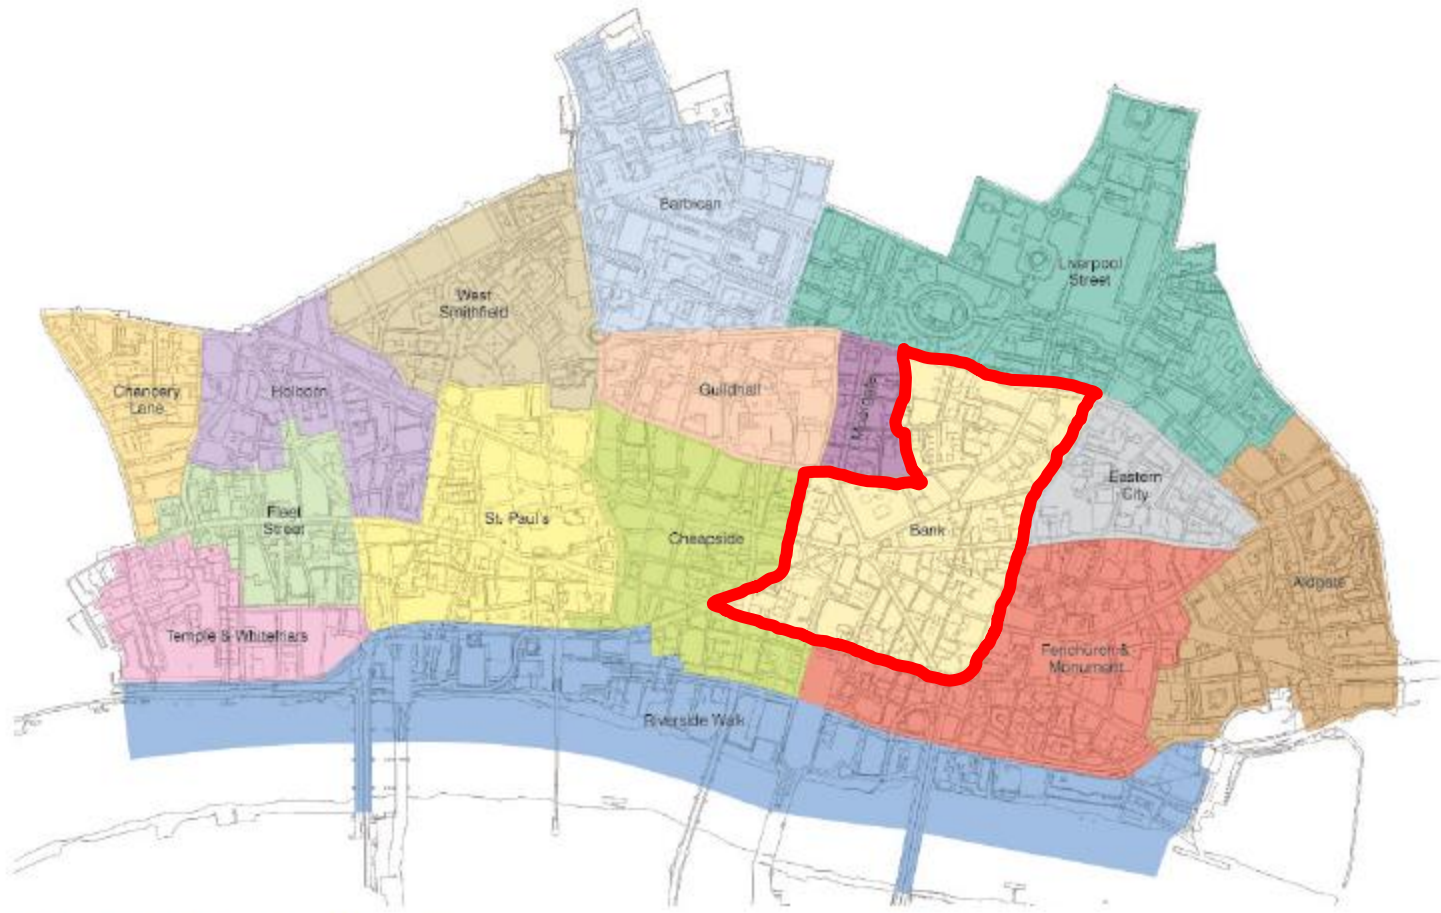 Barbican
Liverpool
Street
West
Smithfield
Chancery
Lane
Holborn
Guildhall
Moorgate
Eastern
City
Fleet
Street
St. Paul's
Cheapside
Bank
Aldgate
Temple & Whitefriars
Fenchurch &
Monument
Riverside Walk